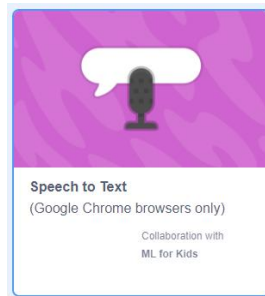 Speech to Text
(Google Chrome browsers only)
Collaboration with
ML for Kids